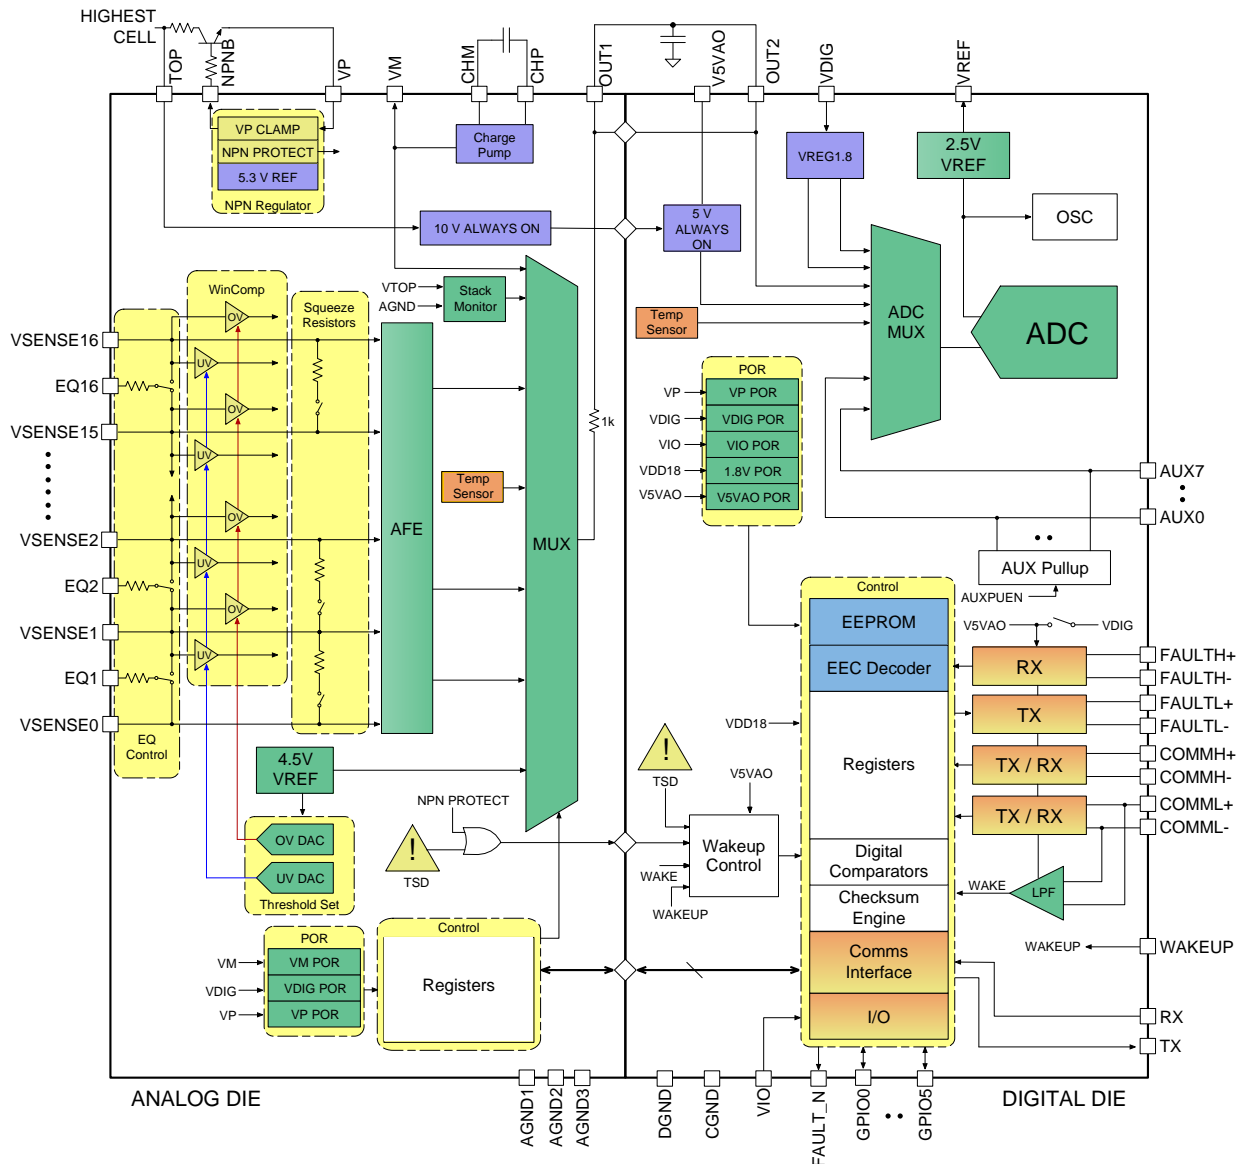 HIGHEST
CELL
TOP
NPNB
VP
VM
CHM
CHP
OUT1
V5VAO
OUT2
VDIG
VREF
VP CLAMP
NPN PROTECT
5.3 V REF
NPN Regulator
Charge
Pump
VREG1.8
2.5V
VREF
OSC
10 V ALWAYS ON
5 V
ALWAYS
ON
WinComp
Squeeze
Resistors
VTOP
AGND
Stack
Monitor
Temp
Sensor
ADC
MUX
ADC
OV
UV
OV
UV
OV
UV
OV
UV
VSENSE16
EQ16
VSENSE15
VSENSE2
EQ2
VSENSE1
EQ1
VSENSE0
EQ
Control
AFE
Temp
Sensor
MUX
1k
POR
VP
VDIG
VIO
VDD18
V5VAO
VP POR
VDIG POR
VIO POR
1.8V POR
V5VAO POR
AUX7
AUX0
AUX Pullup
AUXPUEN
V5VAO
VDIG
Control
EEPROM
EEC Decoder
Registers
Digital
Comparators
Checksum
Engine
Comms
Interface
I/O
VDD18
RX
TX
TX / RX
TX / RX
FAULTH+
FAULTH-
FAULTL+
FAULTL-
COMMH+
COMMH-
COMML+
COMML-
LPF
WAKE
WAKEUP
WAKEUP
RX
TX
4.5V
VREF
OV DAC
UV DAC
Threshold Set
NPN PROTECT
!
TSD
!
TSD
V5VAO
Wakeup
Control
WAKE
WAKEUP
POR
VM
VDIG
VP
VM POR
VDIG POR
VP POR
Control
Registers
ANALOG DIE
DIGITAL DIE
AGND1
AGND2
AGND3
DGND
CGND
VIO
FAULT_N
GPIO0
GPIO5